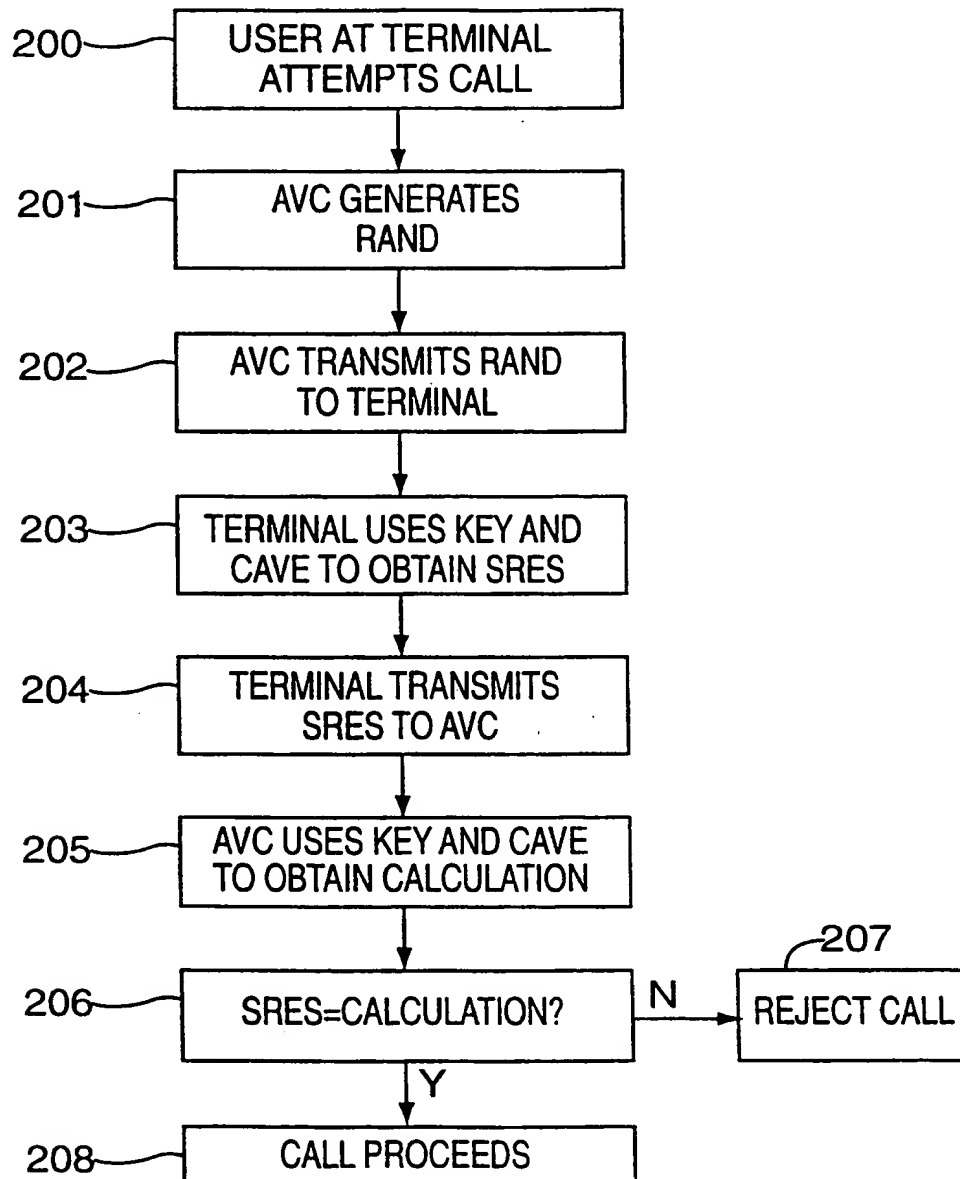 200
USER AT TERMINAL
ATTEMPTS CALL
201
AVC GENERATES
RAND
202
AVC TRANSMITS RAND
TO TERMINAL
203
TERMINAL USES KEY AND
CAVE TO OBTAIN SRES
204
TERMINAL TRANSMITS
SRES TO AVC
205
AVC USES KEY AND CAVE
TO OBTAIN CALCULATION
206
SRES=CALCULATION?
N
207
REJECT CALL
Y
208
CALL PROCEEDS